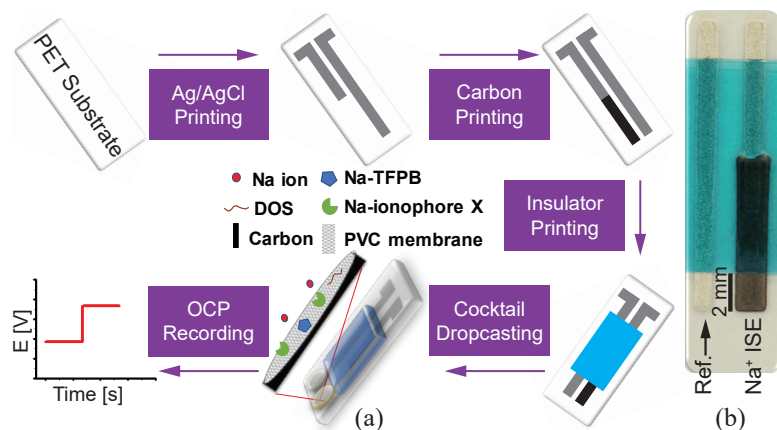 PET Substrate
Ag/AgCl
Printing
Carbon
Printing
Insulator
Printing
Na ion
Na-TFPB
DOS
Na-ionophore X
Carbon
PVC membrane
Cocktail
Dropcasting
OCP
Recording
E [V]
Time [s]
(a)
2 mm
Ref.
Na⁺ ISE
(b)